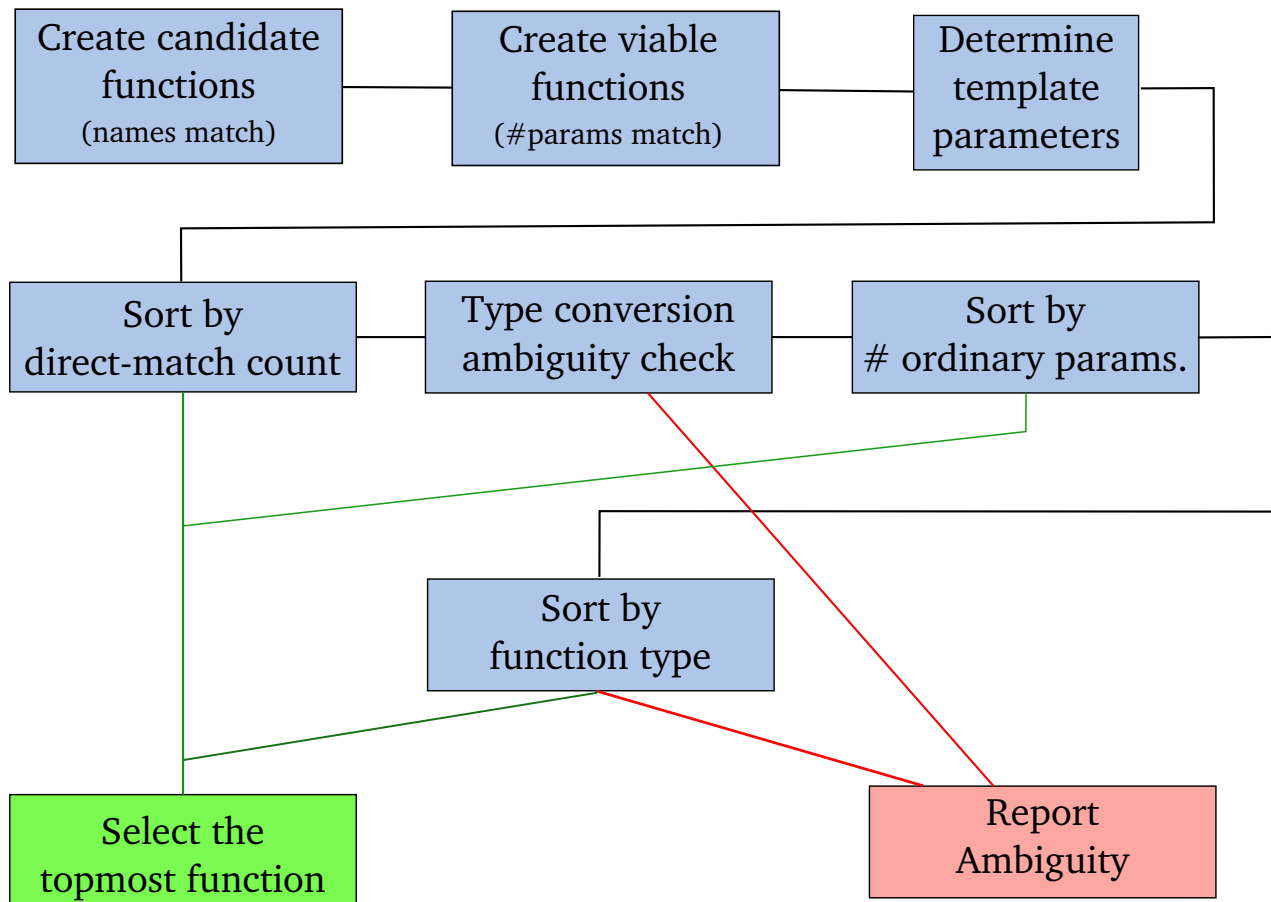 Create candidate
functions
(names match)
Create viable
functions
(#params match)
Determine
template
parameters
Sort by
direct-match count
Type conversion
ambiguity check
Sort by
# ordinary params.
Sort by
function type
Select the
topmost function
Report
Ambiguity